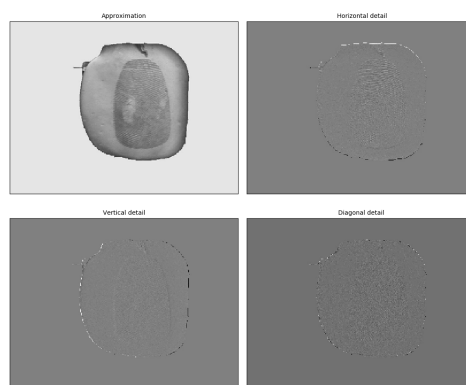 Approximation
Horizontal detail
Vertical detail
Diagonal detail